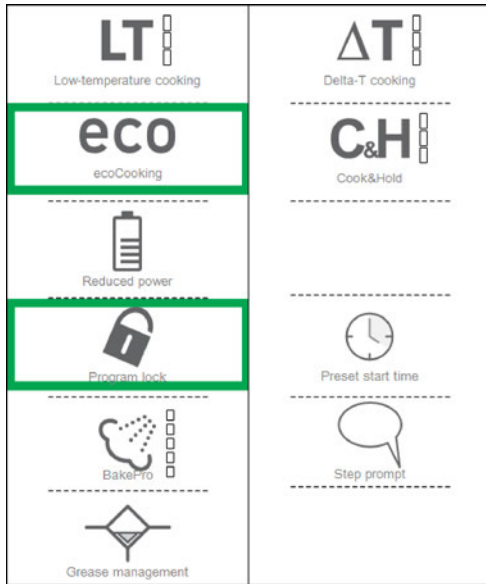 LT
ΔT
Low-temperature cooking
Delta-T cooking
eco
C&H
ecoCooking
Cook&Hold
Reduced power
Program lock
Preset start time
BakePro
Step prompt
Grease management